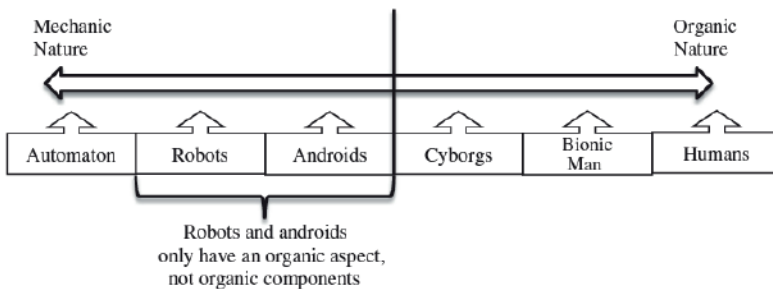 Mechanic
Nature
Organic
Nature
Automaton
Robots
Androids
Cyborgs
Bionic
Man
Humans
Robots and androids
only have an organic aspect,
not organic components